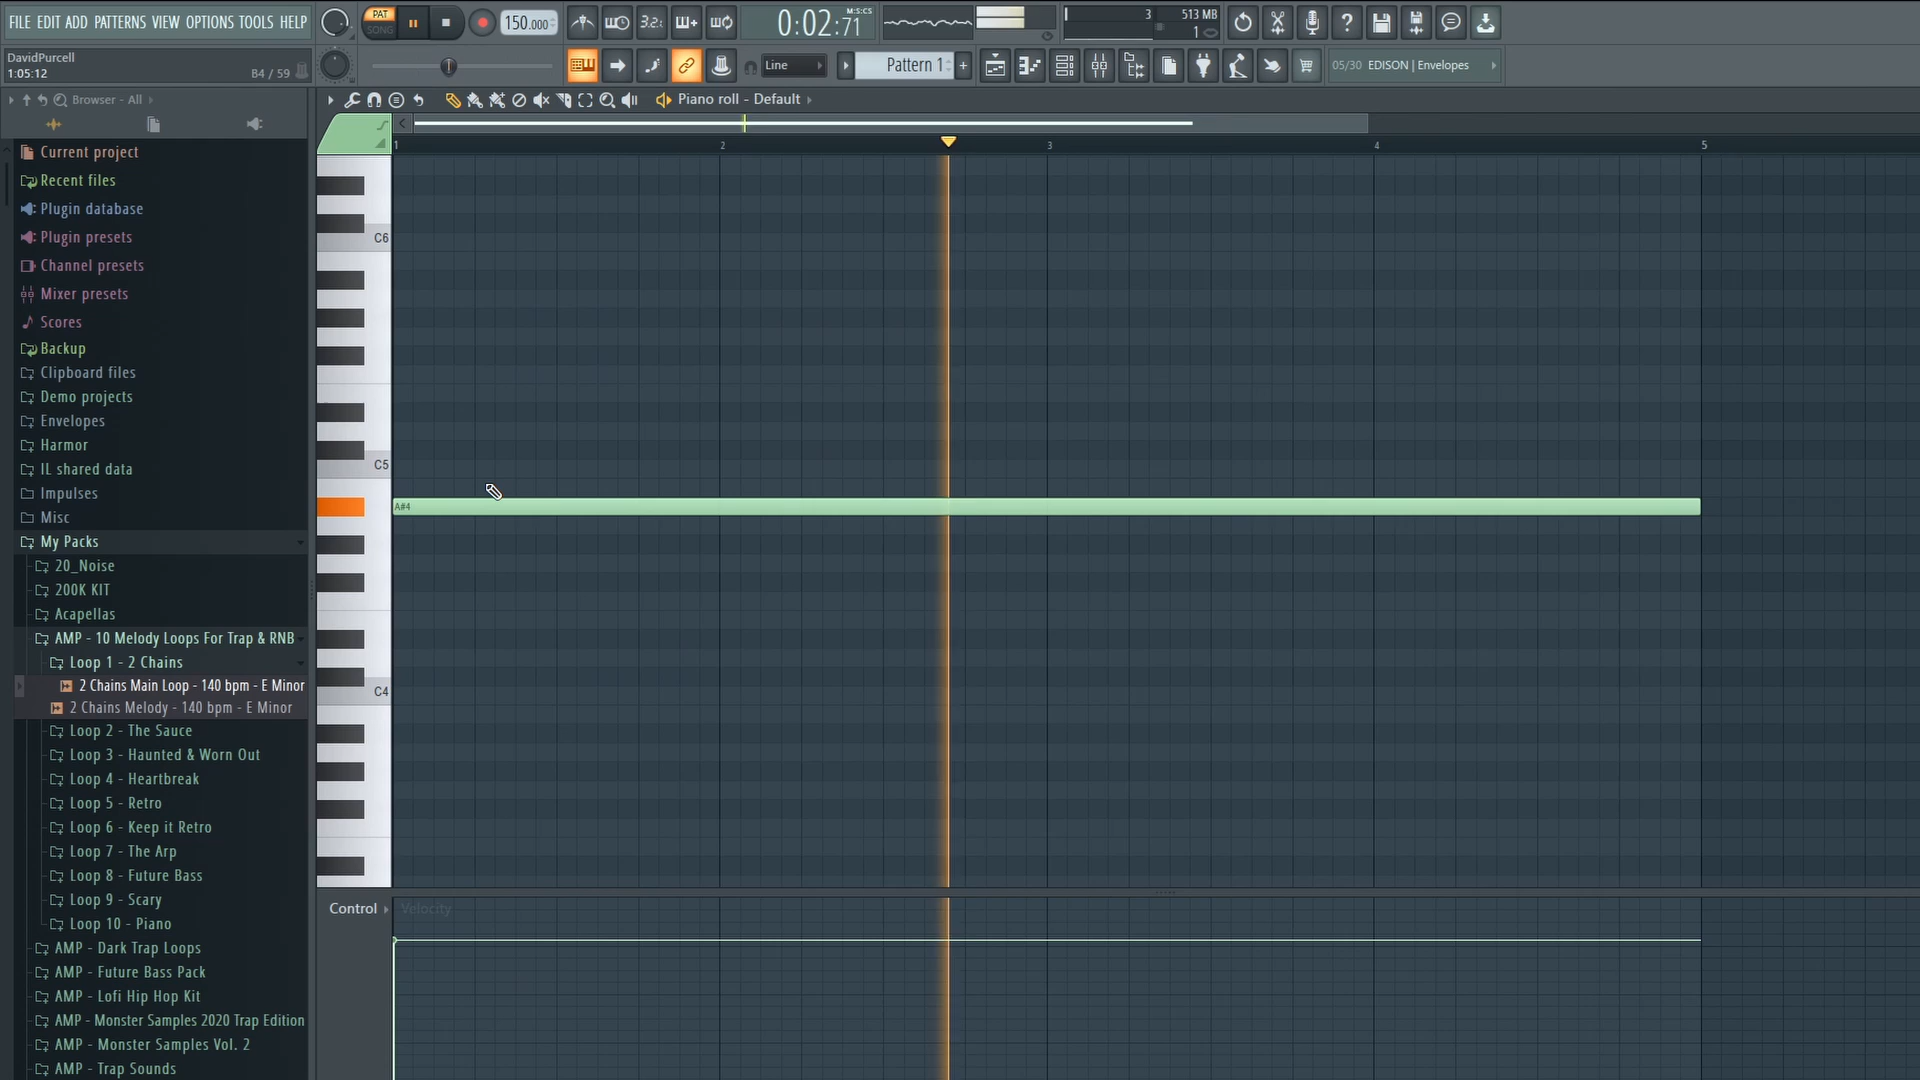 FILE EDIT ADD PATTERNS VIEW OPTIONS TOOLS HELP
PAT
SONG
150.000
3.2
0:02:71
M:S:CS
3
513 MB
1
DavidPurcell
1:05:12
B4 / 59
Line
Pattern 1
05/30 EDISON | Envelopes
Browser - All
Piano roll - Default
Current project
Recent files
Plugin database
Plugin presets
Channel presets
Mixer presets
Scores
Backup
Clipboard files
Demo projects
Envelopes
Harmor
IL shared data
Impulses
Misc
My Packs
20_Noise
200K KIT
Acapellas
AMP - 10 Melody Loops For Trap & RNB
Loop 1 - 2 Chains
2 Chains Main Loop - 140 bpm - E Minor
2 Chains Melody - 140 bpm - E Minor
Loop 2 - The Sauce
Loop 3 - Haunted & Worn Out
Loop 4 - Heartbreak
Loop 5 - Retro
Loop 6 - Keep it Retro
Loop 7 - The Arp
Loop 8 - Future Bass
Loop 9 - Scary
Loop 10 - Piano
AMP - Dark Trap Loops
AMP - Future Bass Pack
AMP - Lofi Hip Hop Kit
AMP - Monster Samples 2020 Trap Edition
AMP - Monster Samples Vol. 2
AMP - Trap Sounds
1 2 3 4 5
C6
C5
A#4
C4
Control
Velocity